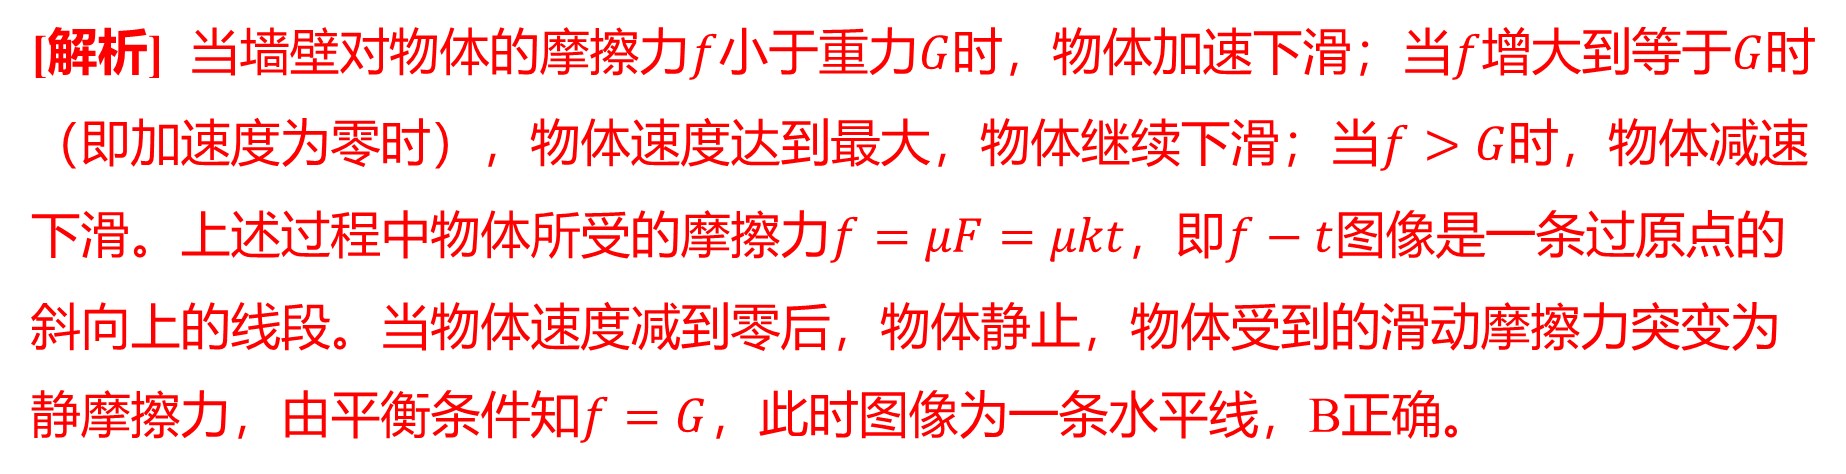 [解析] 当墙壁对物体的摩擦力f小于重力G时，物体加速下滑；当f增大到等于G时
（即加速度为零时），物体速度达到最大，物体继续下滑；当f > G时，物体减速
下滑。上述过程中物体所受的摩擦力f = μF = μkt，即f − t图像是一条过原点的
斜向上的线段。当物体速度减到零后，物体静止，物体受到的滑动摩擦力突变为
静摩擦力，由平衡条件知f = G，此时图像为一条水平线，B正确。